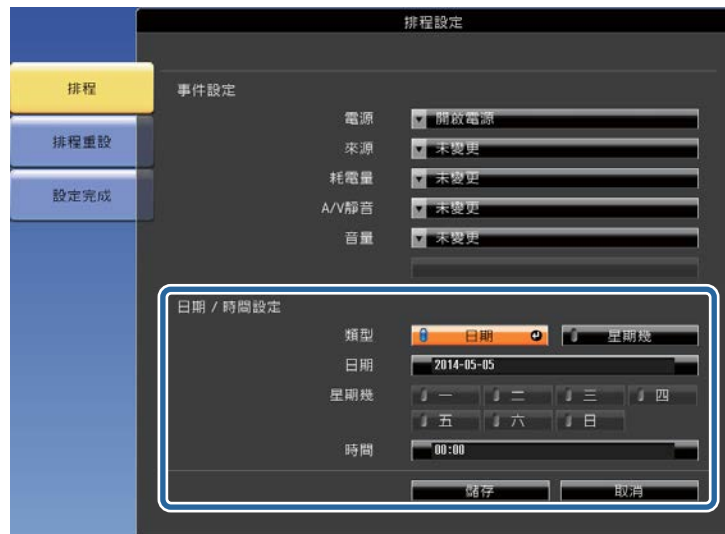 排程設定
排程
排程重設
設定完成
事件設定
電源 開啟電源
來源 未變更
耗電量 未變更
A/V靜音 未變更
音量 未變更
日期 / 時間設定
類型 日期 星期幾
日期 2014-05-05
星期幾 一 二 三 四
五 六 日
時間 00:00
儲存 取消